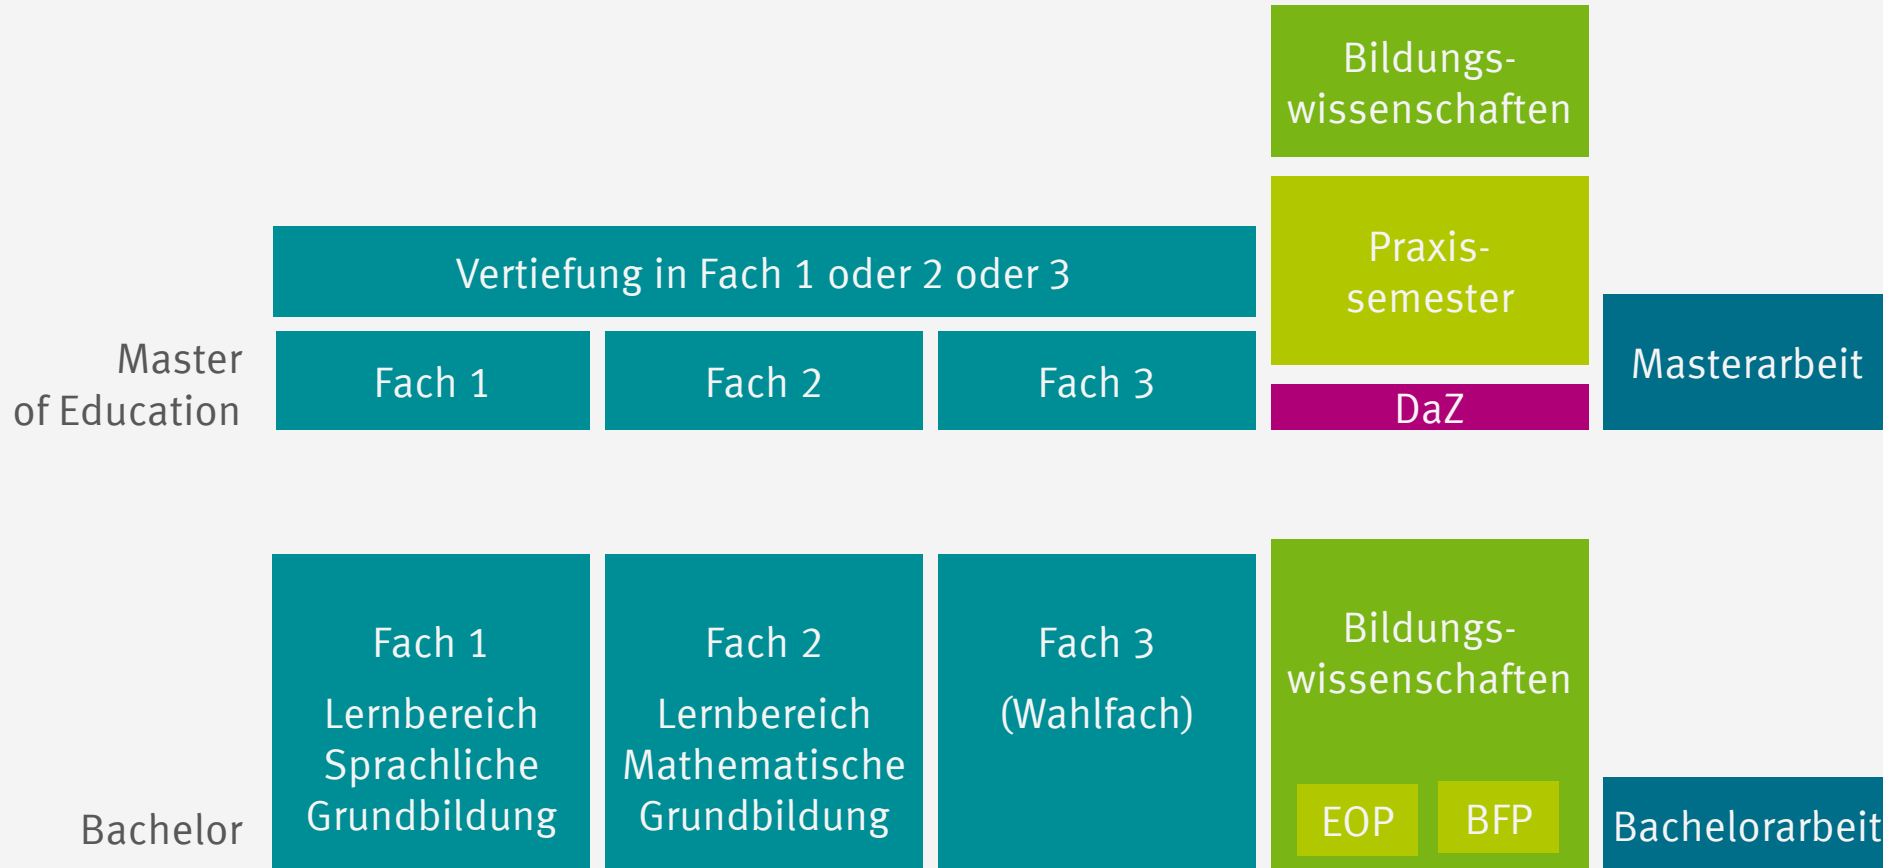 Bildungs-
wissenschaften
Praxis-
semester
Vertiefung in Fach 1 oder 2 oder 3
Master
of Education
Fach 1
Fach 2
Fach 3
DaZ
Masterarbeit
Fach 1
Lernbereich
Sprachliche
Grundbildung
Fach 2
Lernbereich
Mathematische
Grundbildung
Fach 3
(Wahlfach)
Bildungs-
wissenschaften
EOP
BFP
Bachelor
Bachelorarbeit